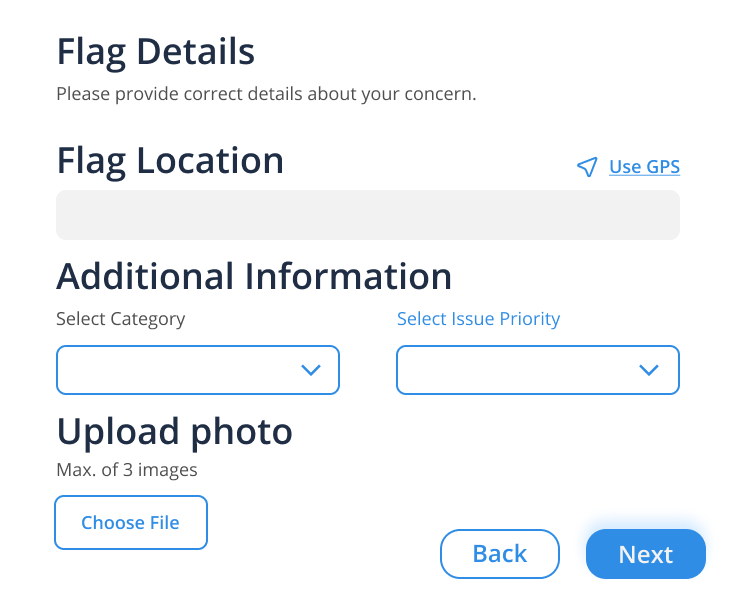 Flag Details
Please provide correct details about your concern.
Flag Location
Use GPS
Additional Information
Select Category
Select Issue Priority
Upload photo
Max. of 3 images
Choose File
Back
Next